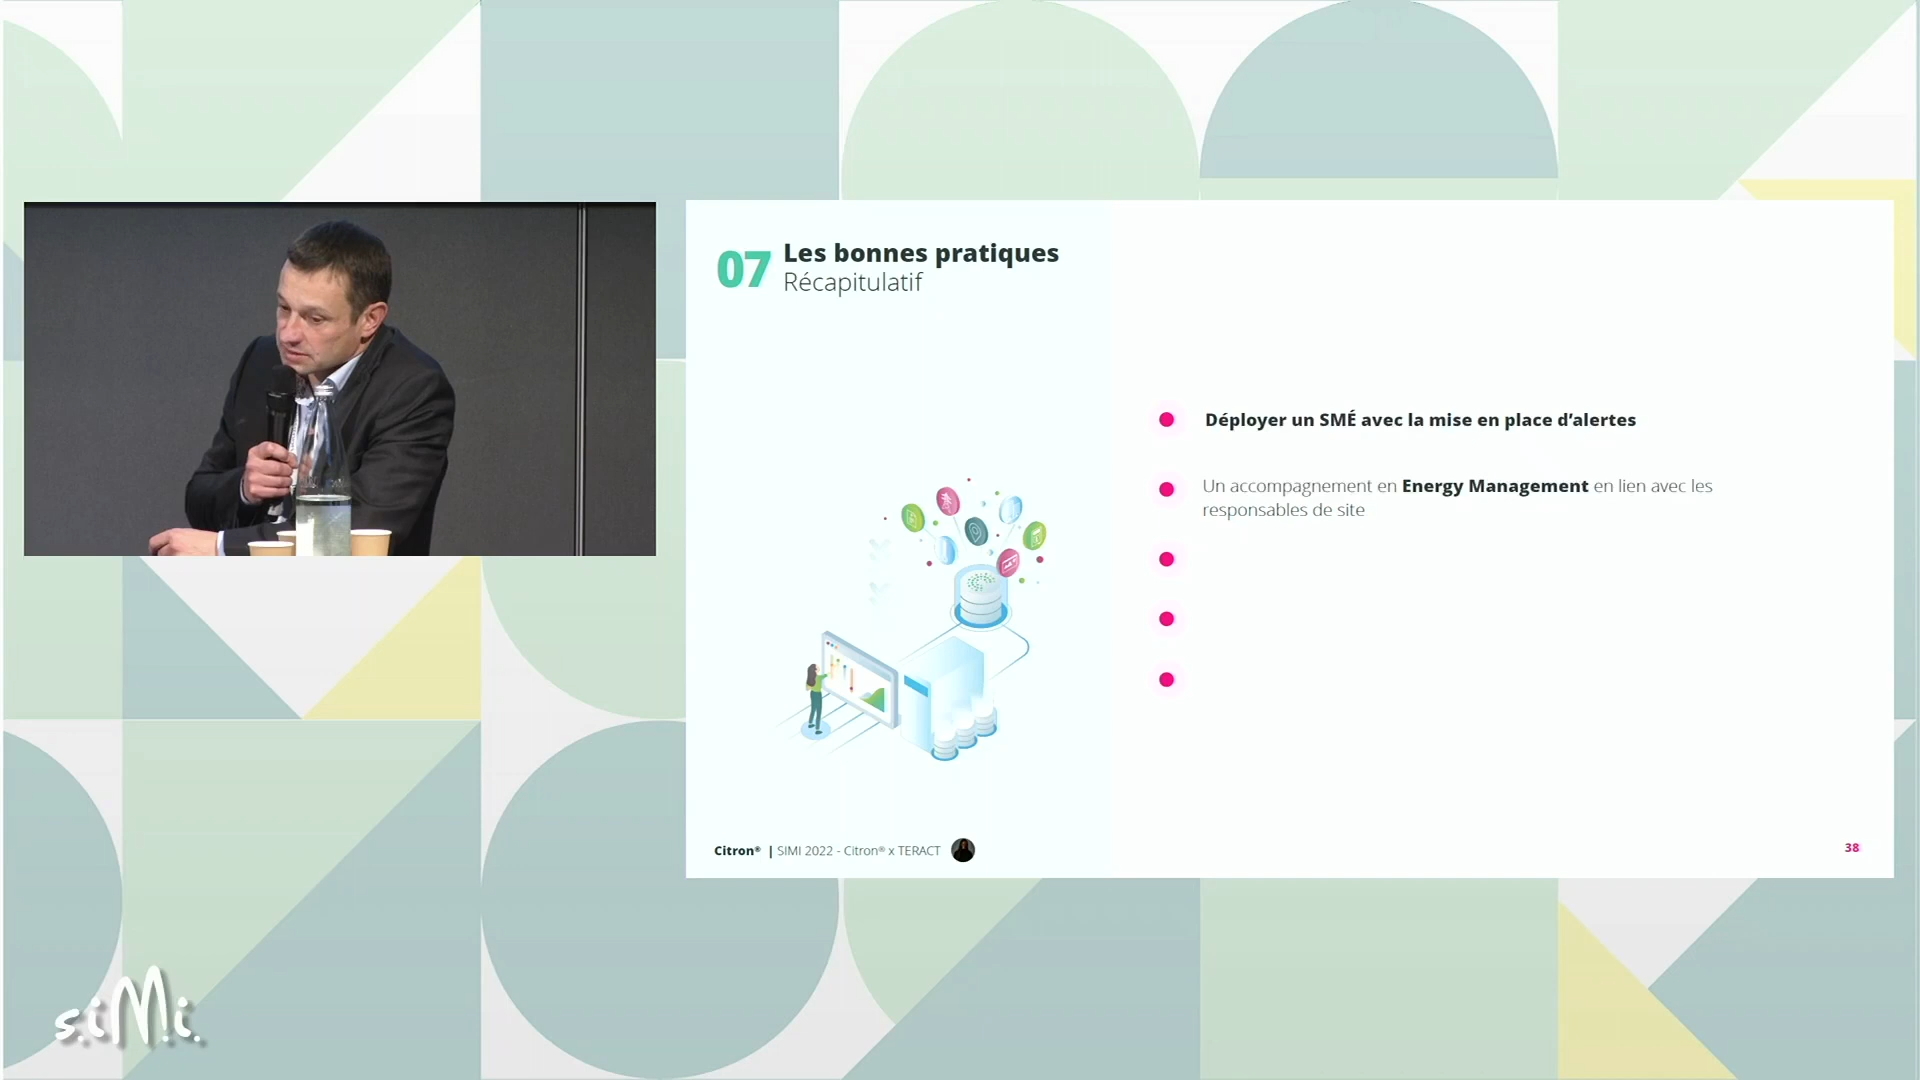 07 Les bonnes pratiques
Récapitulatif
Déployer un SMÉ avec la mise en place d’alertes
Un accompagnement en Energy Management en lien avec les
responsables de site
Citron® | SIMI 2022 - Citron® x TERACT
38
s.iMi.